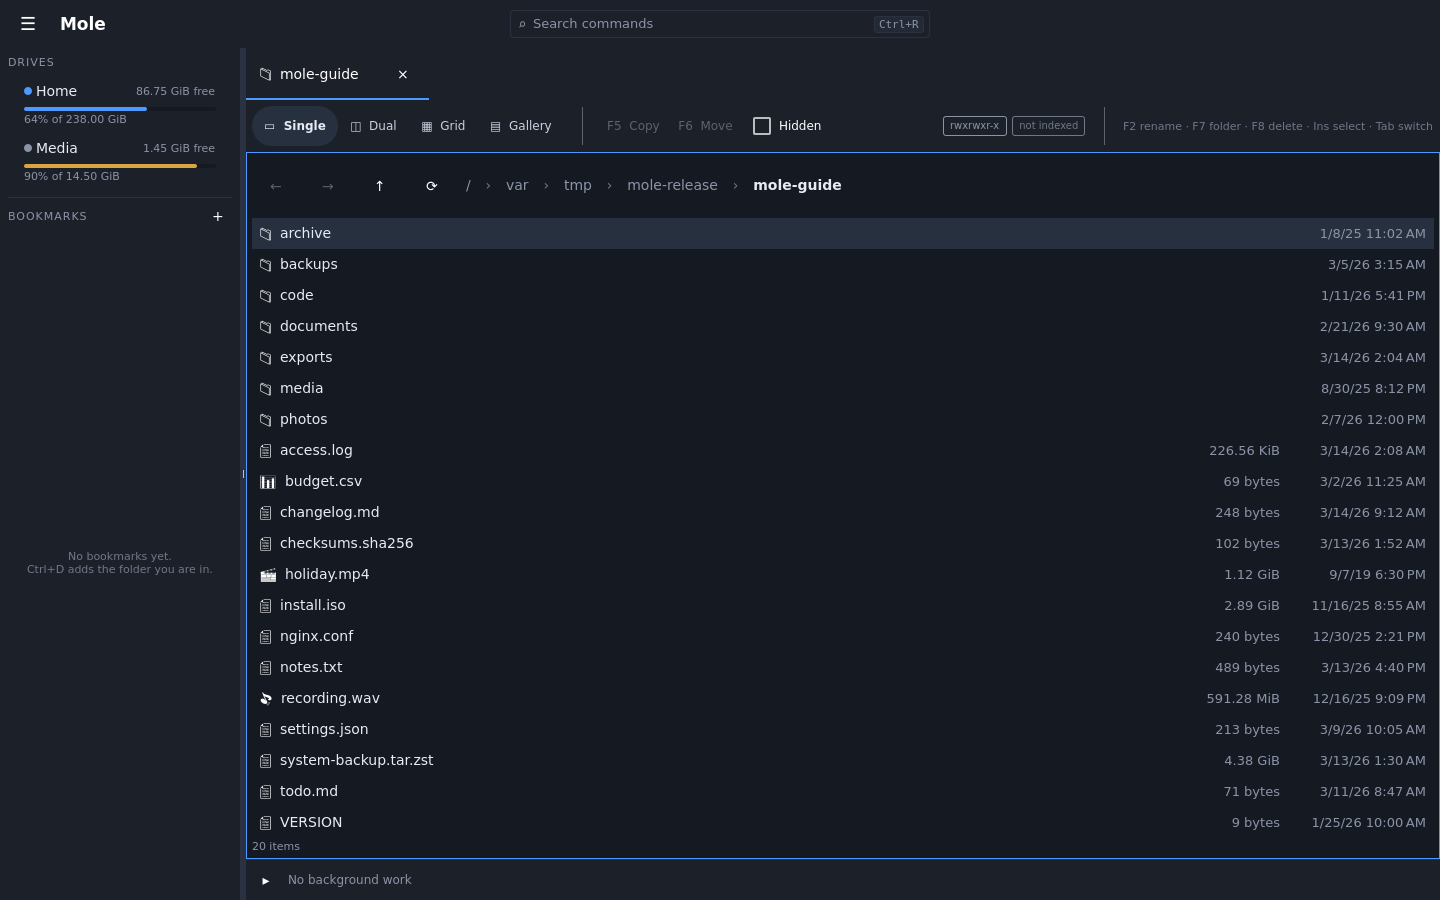 Mole
Search commands
Ctrl+R
DRIVES
Home 86.75 GiB free
64% of 238.00 GiB
Media 1.45 GiB free
90% of 14.50 GiB
BOOKMARKS +
No bookmarks yet.
Ctrl+D adds the folder you are in.
mole-guide ×
Single Dual Grid Gallery F5 Copy F6 Move Hidden rwxrwxr-x not indexed F2 rename · F7 folder · F8 delete · Ins select · Tab switch
/ › var › tmp › mole-release › mole-guide
archive 1/8/25 11:02 AM
backups 3/5/26 3:15 AM
code 1/11/26 5:41 PM
documents 2/21/26 9:30 AM
exports 3/14/26 2:04 AM
media 8/30/25 8:12 PM
photos 2/7/26 12:00 PM
access.log 226.56 KiB 3/14/26 2:08 AM
budget.csv 69 bytes 3/2/26 11:25 AM
changelog.md 248 bytes 3/14/26 9:12 AM
checksums.sha256 102 bytes 3/13/26 1:52 AM
holiday.mp4 1.12 GiB 9/7/19 6:30 PM
install.iso 2.89 GiB 11/16/25 8:55 AM
nginx.conf 240 bytes 12/30/25 2:21 PM
notes.txt 489 bytes 3/13/26 4:40 PM
recording.wav 591.28 MiB 12/16/25 9:09 PM
settings.json 213 bytes 3/9/26 10:05 AM
system-backup.tar.zst 4.38 GiB 3/13/26 1:30 AM
todo.md 71 bytes 3/11/26 8:47 AM
VERSION 9 bytes 1/25/26 10:00 AM
20 items
No background work